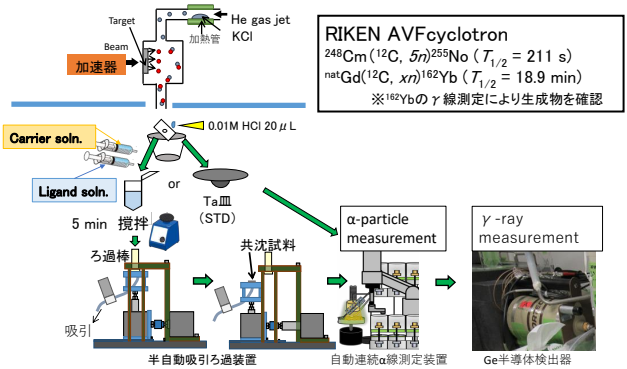 Target
He gas jet
KCl
加熱管
Beam
加速器
RIKEN AVFcyclotron
²⁴⁸Cm(¹²C, 5n)²⁵⁵No (T₁/₂ = 211 s)
ⁿᵃᵗGd(¹²C, xn)¹⁶²Yb (T₁/₂ = 18.9 min)
※¹⁶²Ybのγ線測定により生成物を確認
0.01M HCl 20μL
Carrier soln.
Ligand soln.
or
Ta皿
(STD)
5 min 撹拌
ろ過棒
共沈試料
吸引
半自動吸引ろ過装置
α-particle
measurement
自動連続α線測定装置
γ-ray
measurement
Ge半導体検出器